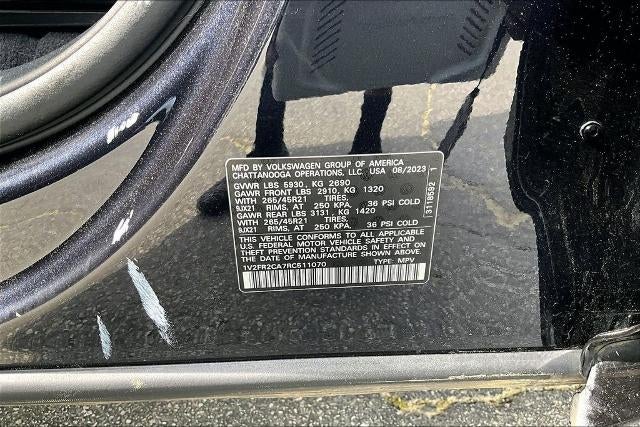 MFD BY VOLKSWAGEN GROUP OF AMERICA
CHATTANOOGA OPERATIONS, LLC. USA 08/2023
GVWR LBS 5930, KG 2690
GAWR FRONT LBS 2910, KG 1320
WITH 265/45R21 TIRES,
9JX21 RIMS, AT 250 KPA, 36 PSI COLD
GAWR REAR LBS 3131, KG 1420
WITH 265/45R21 TIRES,
9JX21 RIMS, AT 250 KPA, 36 PSI COLD
THIS VEHICLE CONFORMS TO ALL APPLICABLE
U.S. FEDERAL MOTOR VEHICLE SAFETY AND
THEFT PREVENTION STANDARDS IN EFFECT ON
THE DATE OF MANUFACTURE SHOWN ABOVE.
1V2FR2CA7RC511070 TYPE: MPV